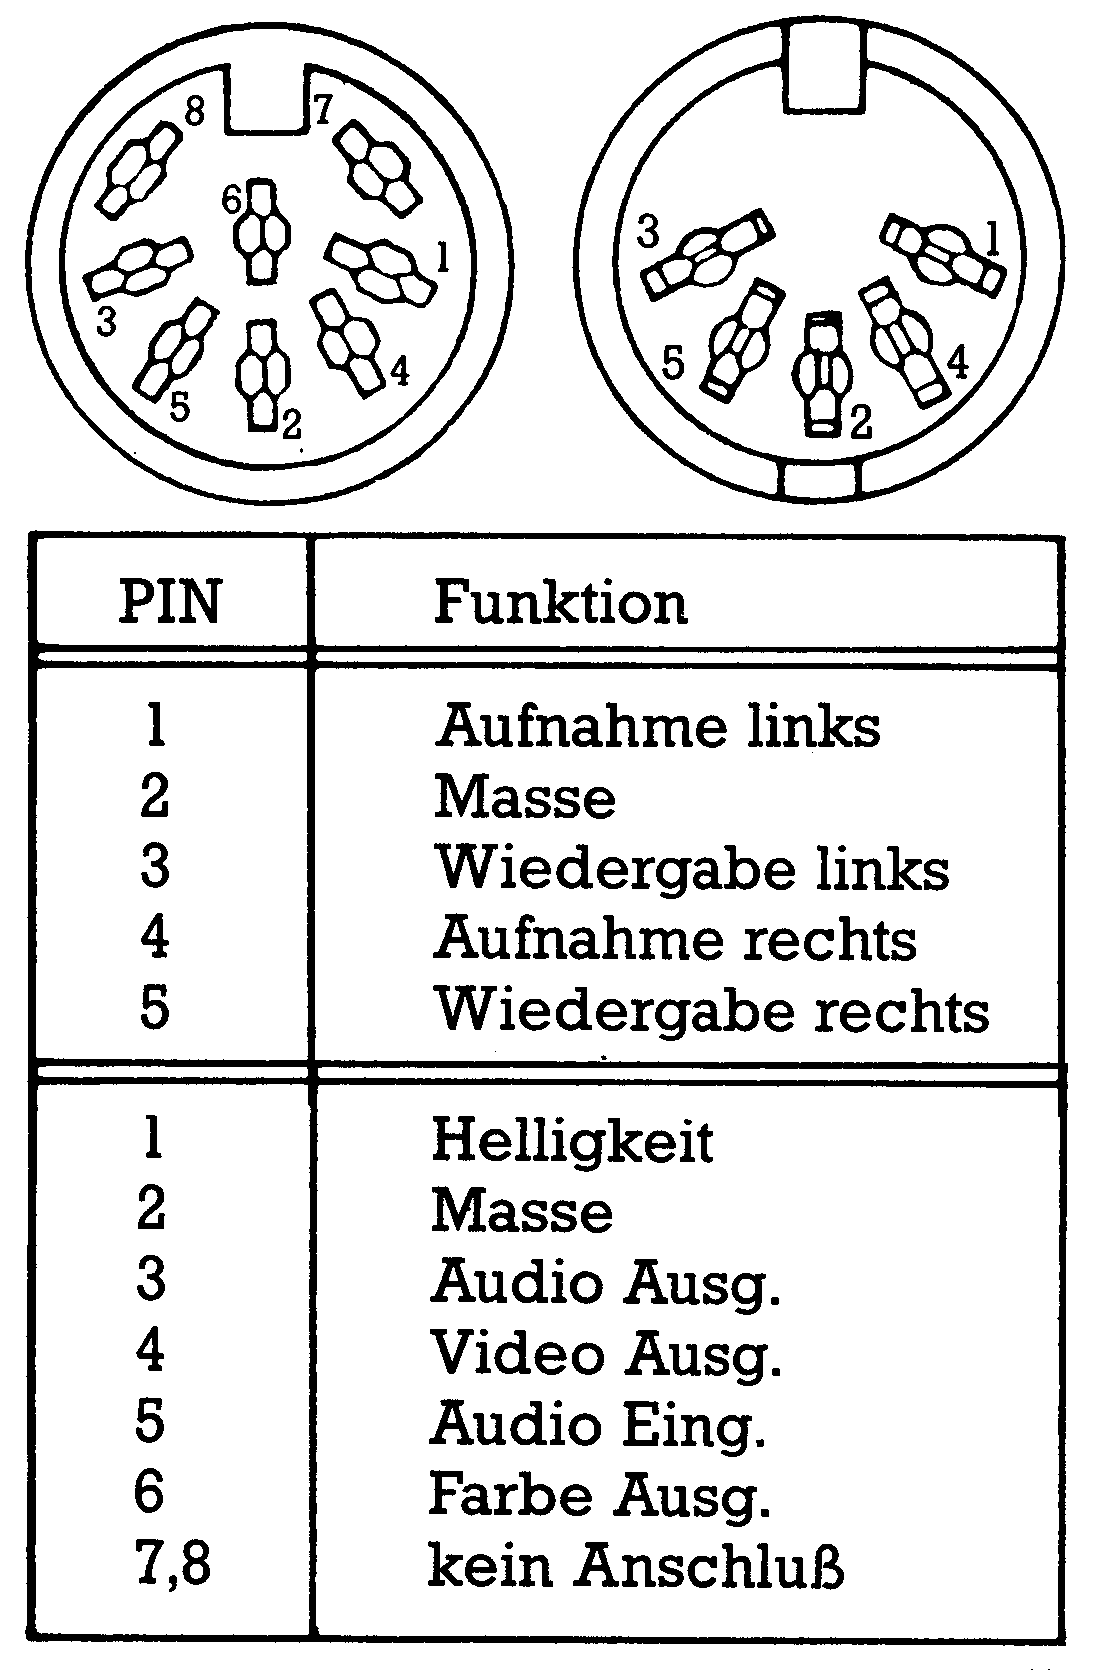 8 7
6
1
3
4
5
2
3
1
5
4
2
PIN Funktion
1 Aufnahme links
2 Masse
3 Wiedergabe links
4 Aufnahme rechts
5 Wiedergabe rechts
1 Helligkeit
2 Masse
3 Audio Ausg.
4 Video Ausg.
5 Audio Eing.
6 Farbe Ausg.
7,8 kein Anschluß